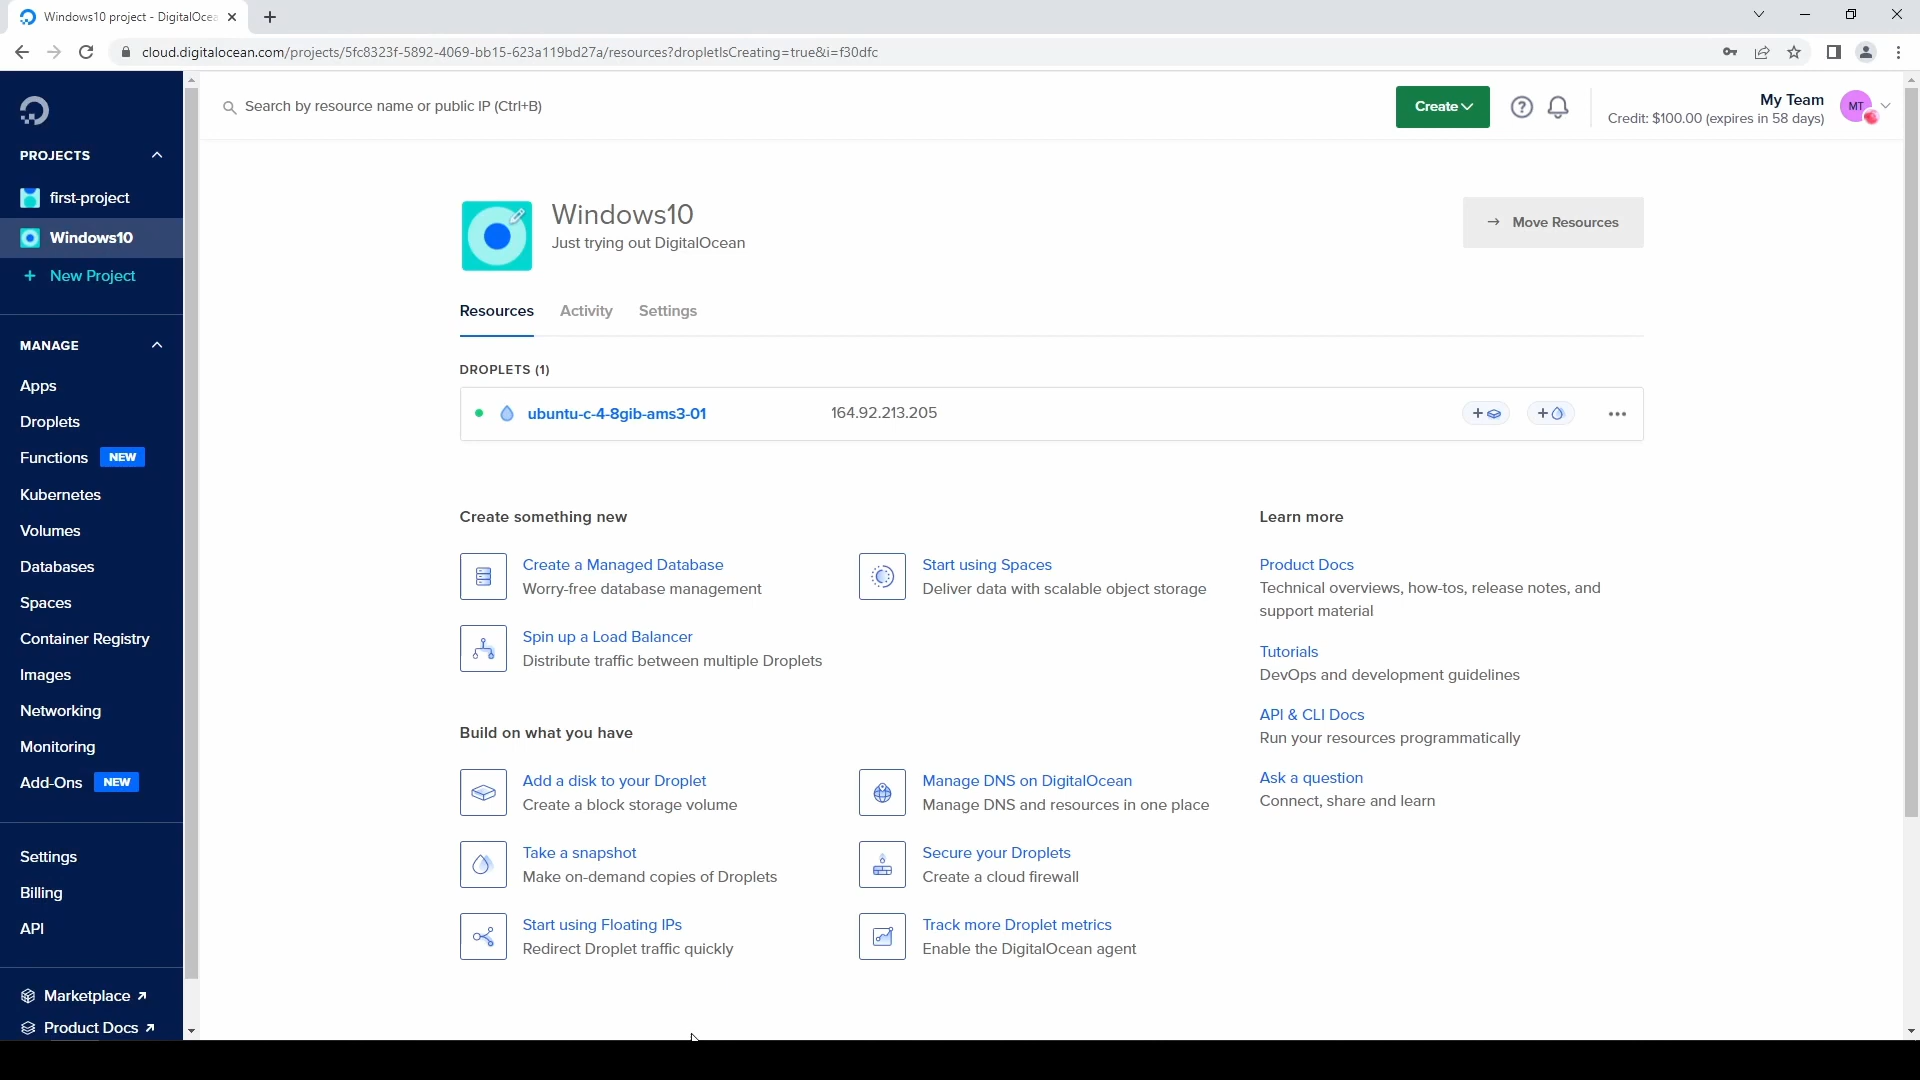 Windows10 project - DigitalOcea
cloud.digitalocean.com/projects/5fc8323f-5892-4069-bb15-623a119bd27a/resources?dropletIsCreating=true&i=f30dfc
Search by resource name or public IP (Ctrl+B)
Create
?
My Team
Credit: $100.00 (expires in 58 days)
MT
PROJECTS
first-project
Windows10
+ New Project
MANAGE
Apps
Droplets
Functions NEW
Kubernetes
Volumes
Databases
Spaces
Container Registry
Images
Networking
Monitoring
Add-Ons NEW
Settings
Billing
API
Marketplace
Product Docs
Windows10
Just trying out DigitalOcean
→ Move Resources
Resources Activity Settings
DROPLETS (1)
ubuntu-c-4-8gib-ams3-01 164.92.213.205 + + ...
Create something new
Create a Managed Database
Worry-free database management
Start using Spaces
Deliver data with scalable object storage
Spin up a Load Balancer
Distribute traffic between multiple Droplets
Build on what you have
Add a disk to your Droplet
Create a block storage volume
Manage DNS on DigitalOcean
Manage DNS and resources in one place
Take a snapshot
Make on-demand copies of Droplets
Secure your Droplets
Create a cloud firewall
Start using Floating IPs
Redirect Droplet traffic quickly
Track more Droplet metrics
Enable the DigitalOcean agent
Learn more
Product Docs
Technical overviews, how-tos, release notes, and
support material
Tutorials
DevOps and development guidelines
API & CLI Docs
Run your resources programmatically
Ask a question
Connect, share and learn